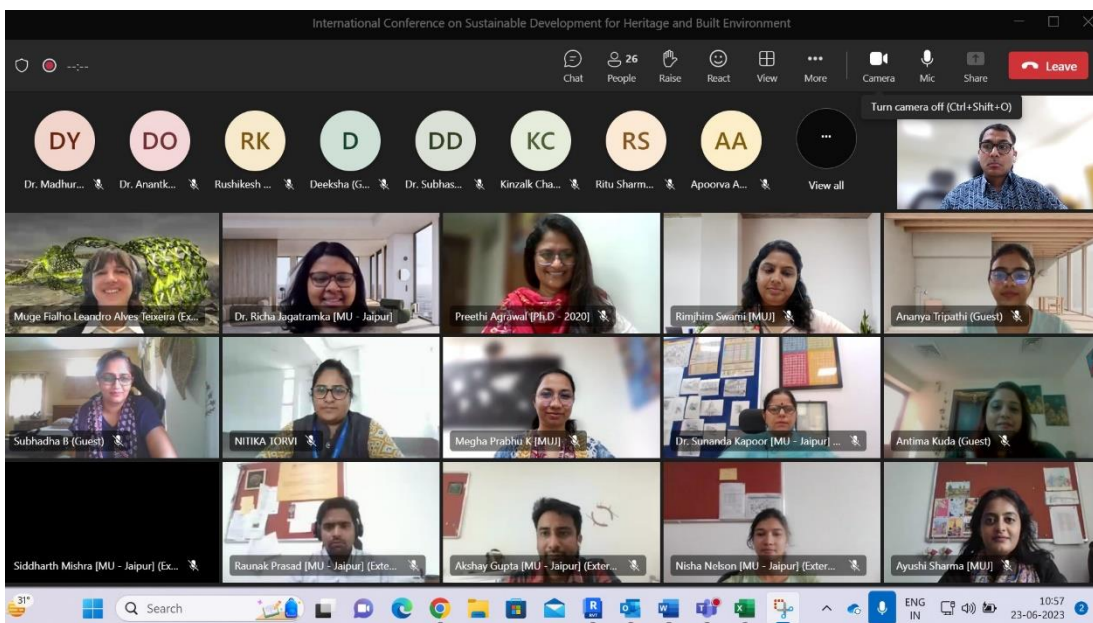 International Conference on Sustainable Development for Heritage and Built Environment
--:--
26
Chat People Raise React View More Camera Mic Share Leave
Turn camera off (Ctrl+Shift+O)
DY DO RK D DD KC RS AA ...
Dr. Madhur... Dr. Anantk... Rushikesh ... Deeksha (G... Dr. Subhas... Kinzalk Cha... Ritu Sharm... Apoorva A... View all
Muge Fialho Leandro Alves Teixeira (Ex... Dr. Richa Jagatramka [MU - Jaipur] Preethi Agrawal [Ph.D - 2020] Rimjhim Swami [MUJ] Ananya Tripathi (Guest)
Subhadha B (Guest) NITIKA TORVI Megha Prabhu K [MUJ] Dr. Sunanda Kapoor [MU - Jaipur] ... Antima Kuda (Guest)
Siddharth Mishra [MU - Jaipur] (Ex... Raunak Prasad [MU - Jaipur] (Exte... Akshay Gupta [MU - Jaipur] (Exter... Nisha Nelson [MU - Jaipur] (Exter... Ayushi Sharma [MUJ]
31°
Search
ENG
IN
10:57
23-06-2023
2